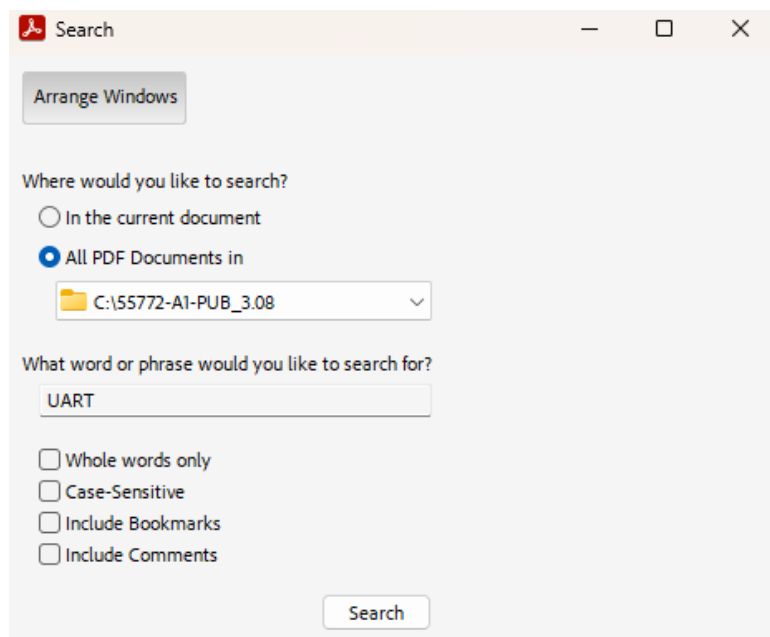 Search
Arrange Windows
Where would you like to search?
In the current document
All PDF Documents in
C:\55772-A1-PUB_3.08
What word or phrase would you like to search for?
UART
Whole words only
Case-Sensitive
Include Bookmarks
Include Comments
Search